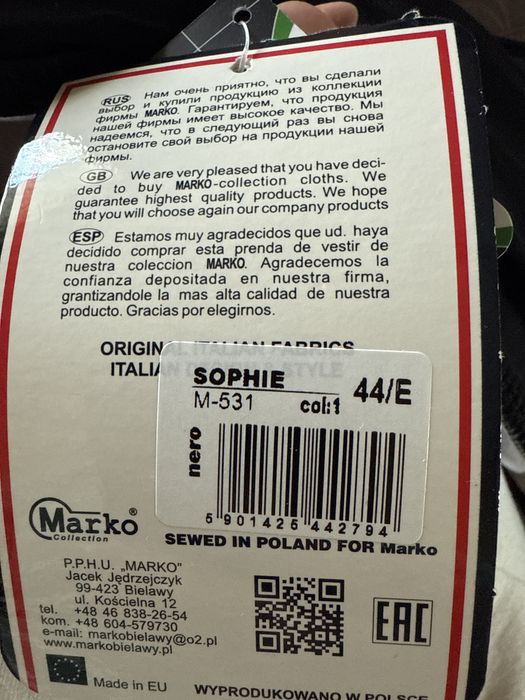 RUS Нам очень приятно, что вы сделали
выбор и купили продукцию из коллекции
фирмы MARKO. Гарантируем, что продукция
нашей фирмы имеет высокое качество. Мы
надеемся, что в следующий раз вы снова
остановите свой выбор на продукции нашей
фирмы.
GB We are very pleased that you have deci-
ded to buy MARKO-collection cloths. We
guarantee highest quality products. We hope
that you will choose again our company products
ESP Estamos muy agradecidos que ud. haya
decidido comprar esta prenda de vestir de
nuestra coleccion MARKO. Agradecemos la
confianza depositada en nuestra firma,
grantizandole la mas alta calidad de nuestra
producto. Gracias por elegirnos.
ORIGINAL ITALIAN FABRICS
ITALIAN STYLE
SOPHIE
M-531 col:1 44/E
nero
5 901425 442794
SEWED IN POLAND FOR Marko
Marko®
Collection
P.P.H.U. „MARKO"
Jacek Jędrzejczyk
99-423 Bielawy
ul. Kościelna 12
tel. +48 46 838-26-54
kom. +48 604-579730
e-mail: markobielawy@o2.pl
www.markobielawy.pl
EAC
Made in EU
WYPRODUKOWANO W POLSCE